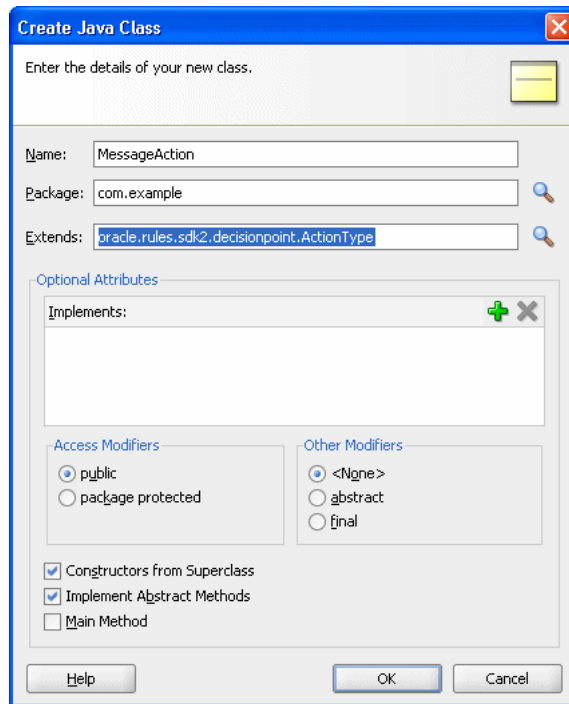 Create Java Class
Enter the details of your new class.
Name: MessageAction
Package: com.example
Extends: oracle.rules.sdk2.decisionpoint.ActionType
Optional Attributes
Implements:
Access Modifiers
public
package protected
Other Modifiers
<None>
abstract
final
Constructors from Superclass
Implement Abstract Methods
Main Method
Help OK Cancel